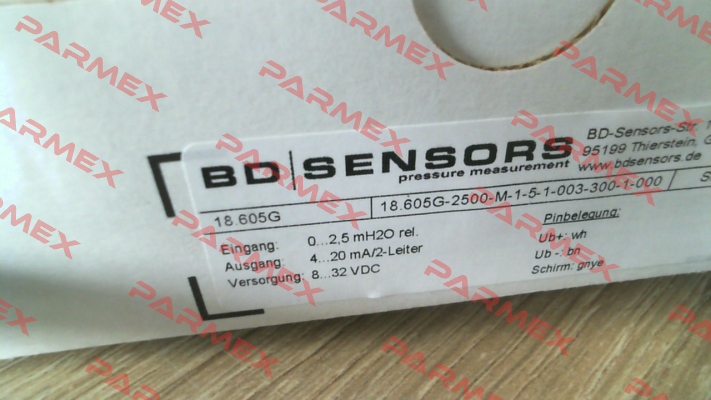 BD|SENSORS
pressure measurement
BD-Sensors-Str.
95199 Thierstein,
www.bdsensors.de
18.605G
18.605G-2500-M-1-5-1-003-300-1-000
Eingang: 0...2,5 mH2O rel.
Ausgang: 4...20 mA/2-Leiter
Versorgung: 8...32 VDC
Pinbelegung:
Ub+: wh
Ub -: bn
Schirm: gnye
PARMEX
PARMEX
PARMEX
PARMEX
PARMEX
PARMEX
PARMEX
PARMEX
PARMEX
PARMEX
PARMEX